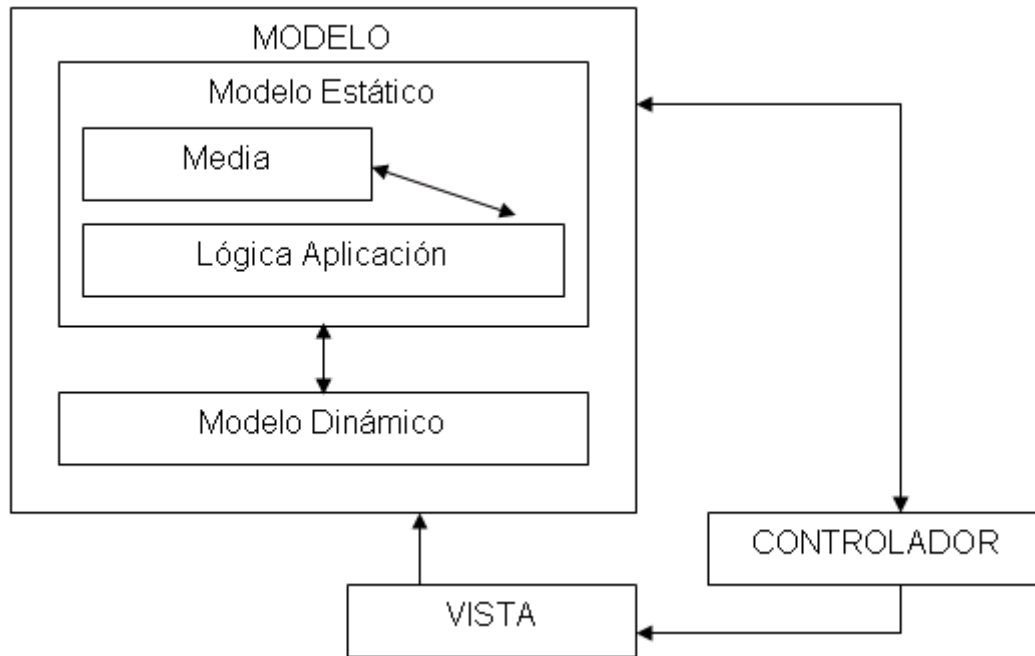 MODELO
Modelo Estático
Media
Lógica Aplicación
Modelo Dinámico
CONTROLADOR
VISTA